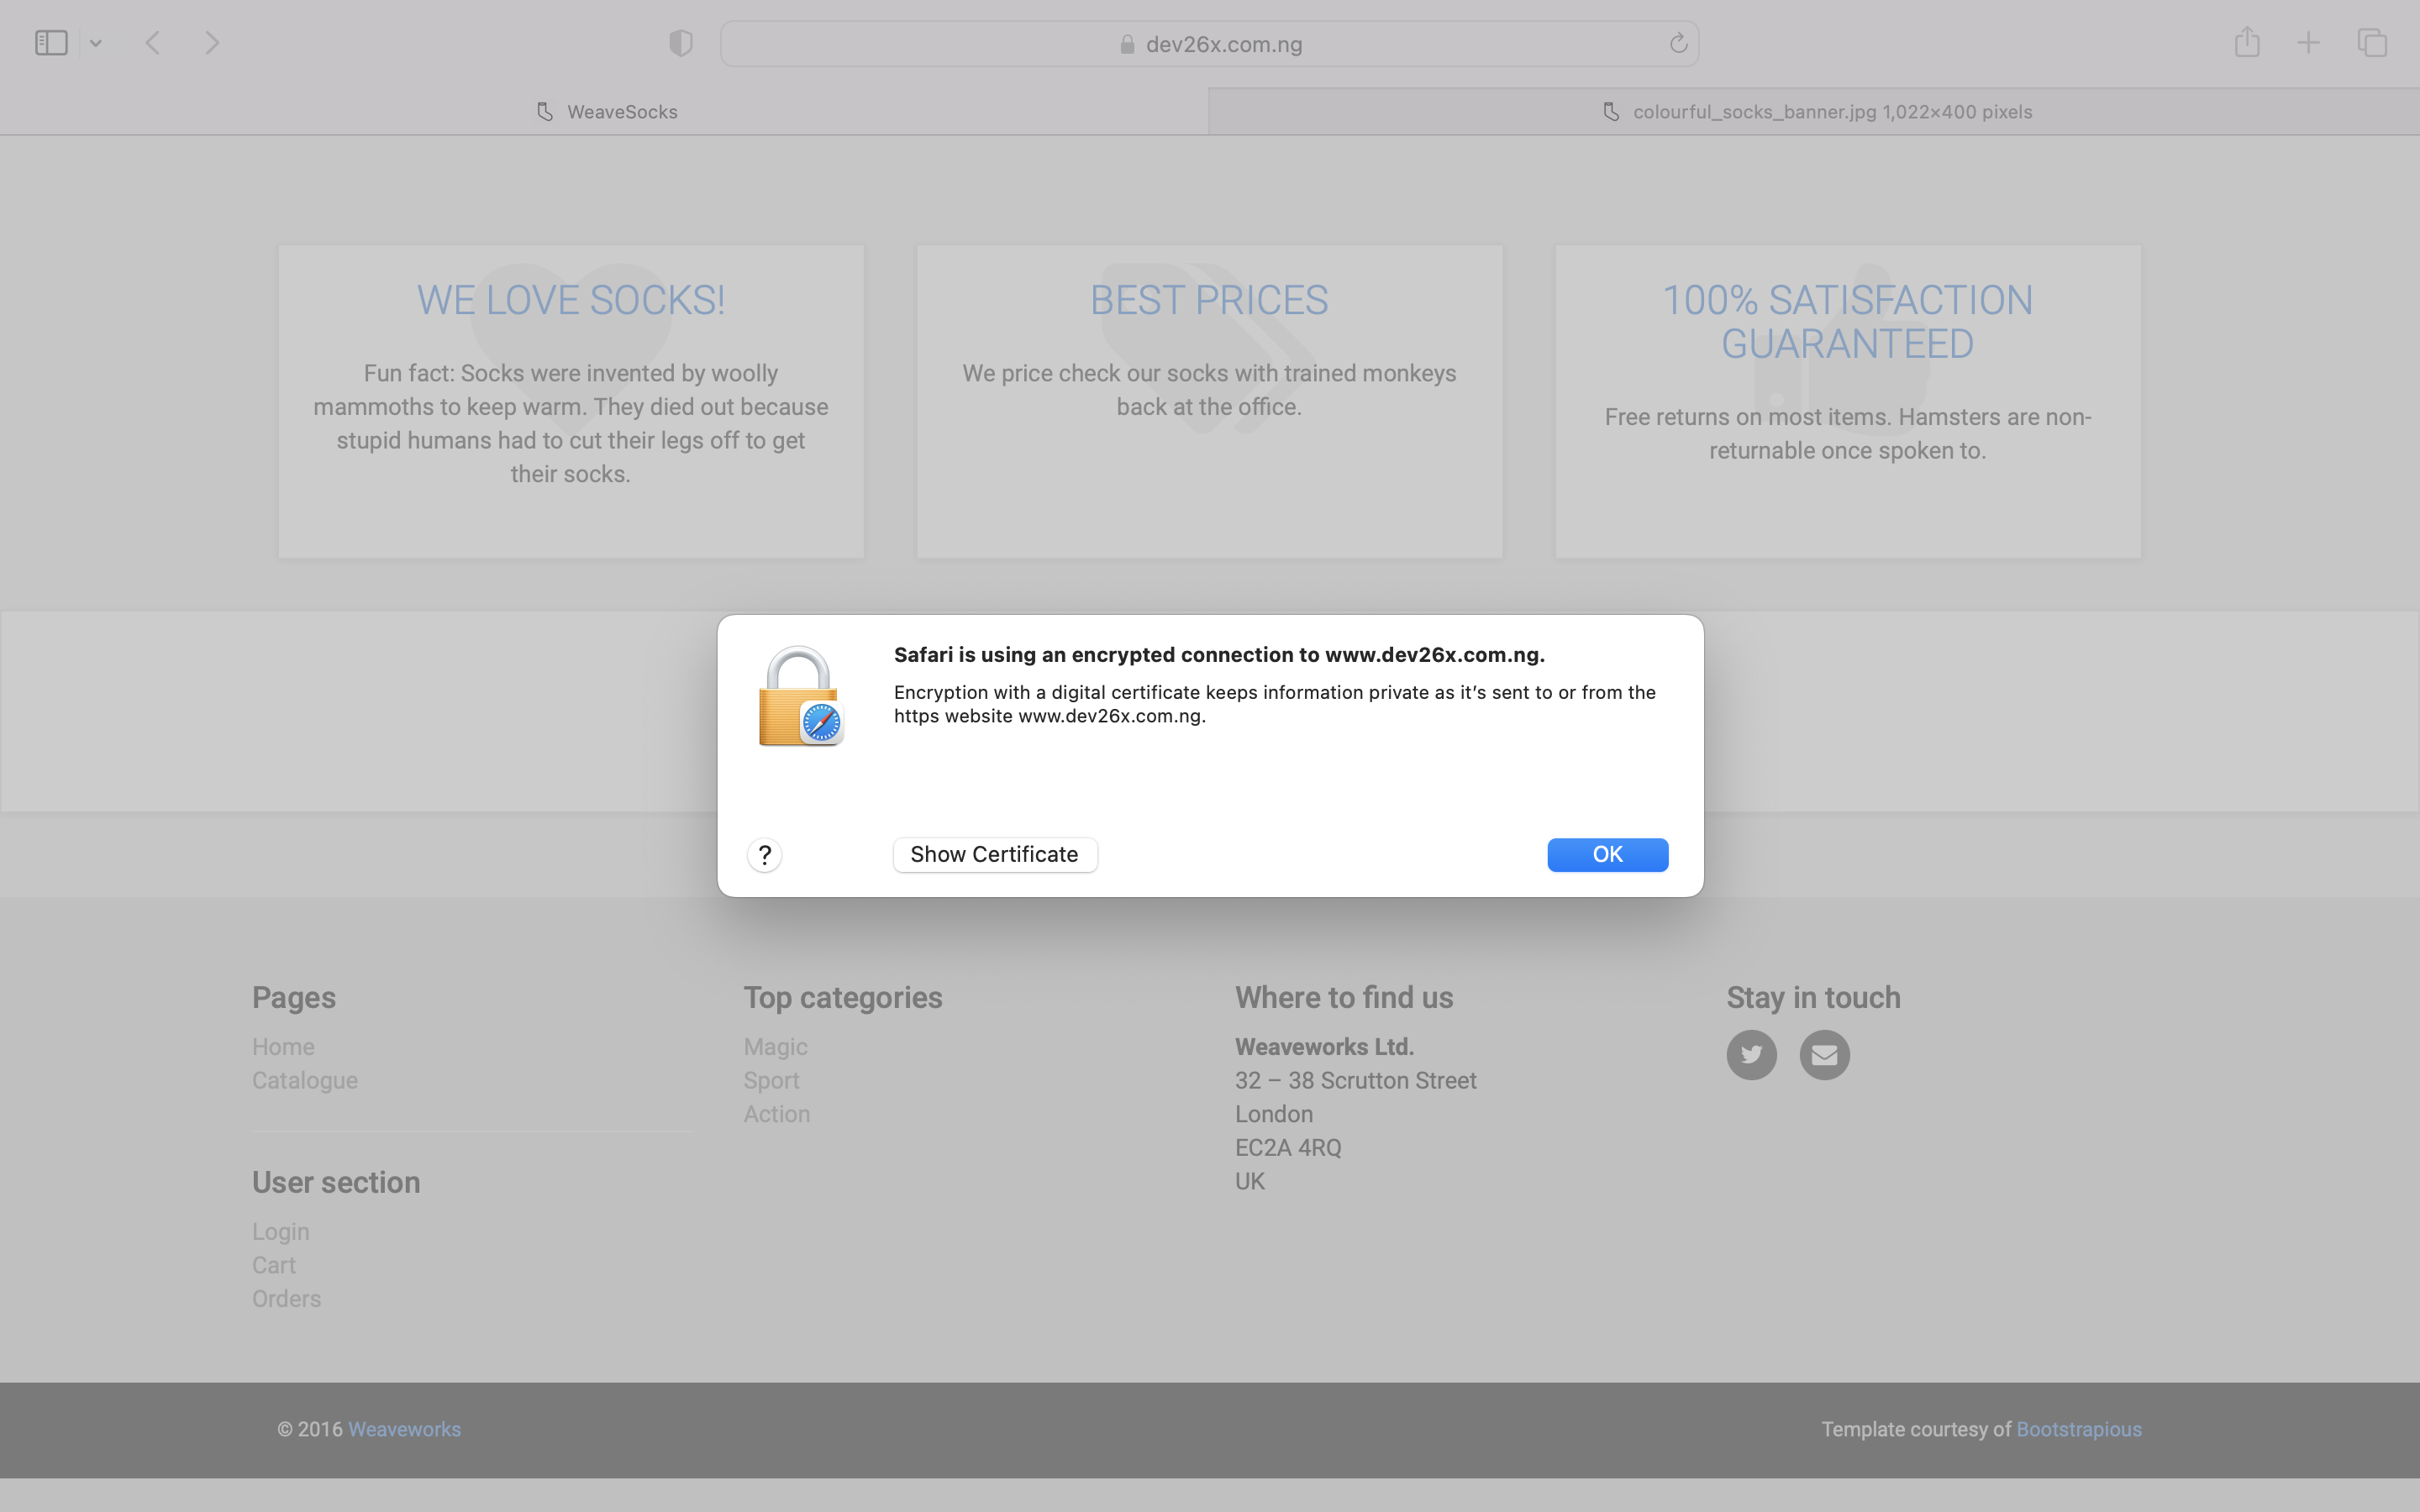 dev26x.com.ng
WeaveSocks
colourful_socks_banner.jpg 1,022×400 pixels
WE LOVE SOCKS!
Fun fact: Socks were invented by woolly
mammoths to keep warm. They died out because
stupid humans had to cut their legs off to get
their socks.
BEST PRICES
We price check our socks with trained monkeys
back at the office.
100% SATISFACTION
GUARANTEED
Free returns on most items. Hamsters are non-
returnable once spoken to.
Safari is using an encrypted connection to www.dev26x.com.ng.
Encryption with a digital certificate keeps information private as it’s sent to or from the
https website www.dev26x.com.ng.
?
Show Certificate
OK
Pages
Home
Catalogue
User section
Login
Cart
Orders
Top categories
Magic
Sport
Action
Where to find us
Weaveworks Ltd.
32 – 38 Scrutton Street
London
EC2A 4RQ
UK
Stay in touch
© 2016 Weaveworks
Template courtesy of Bootstrapious